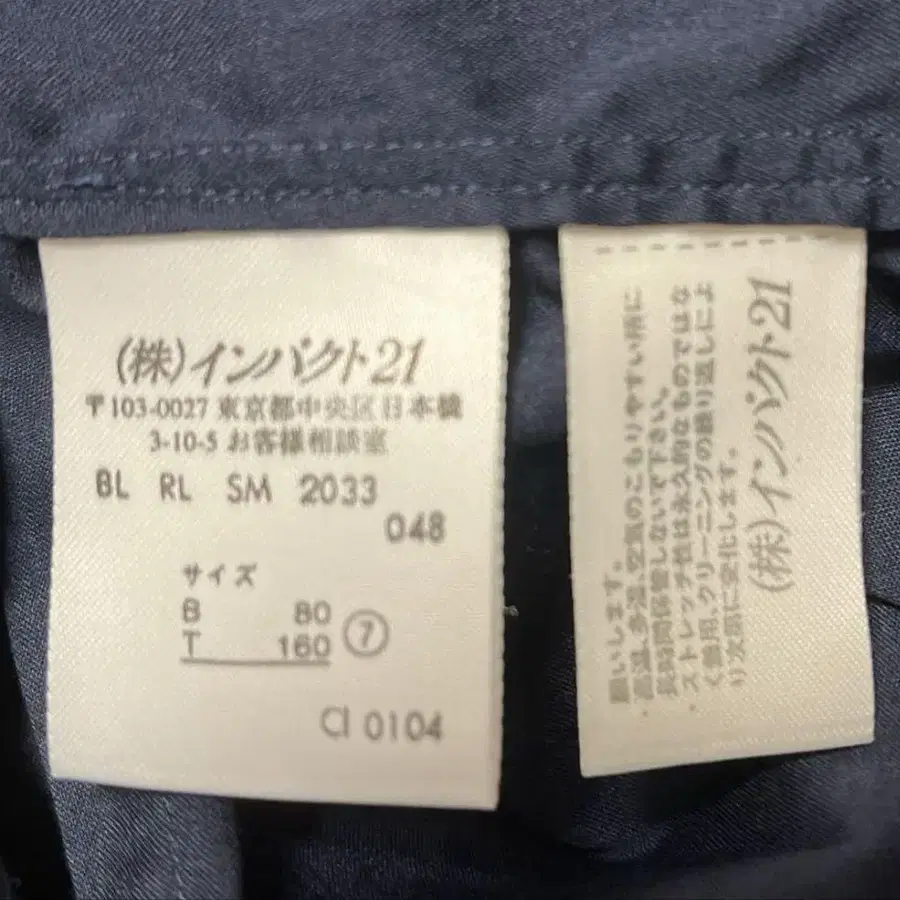 (株)インパクト21
〒103-0027 東京都中央区日本橋
3-10-5 お客様相談室
BL RL SM 2033
048
サイズ
B 80
T 160 ⑦
CI 0104
願いします。
・高温、多湿、空気のこもりやすい所に
長時間保管しないで下さい。
・ストレッチ性は永久的なものではな
く着用、クリーニングの繰り返しによ
り次第に変化します。
(株)インパクト21